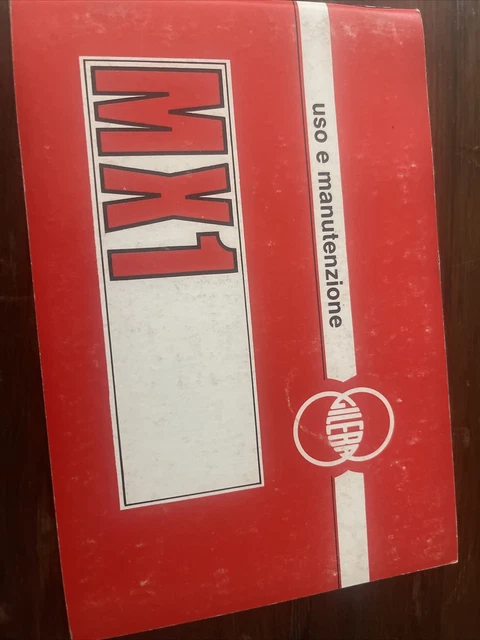 uso e manutenzione
GILERA
MX1